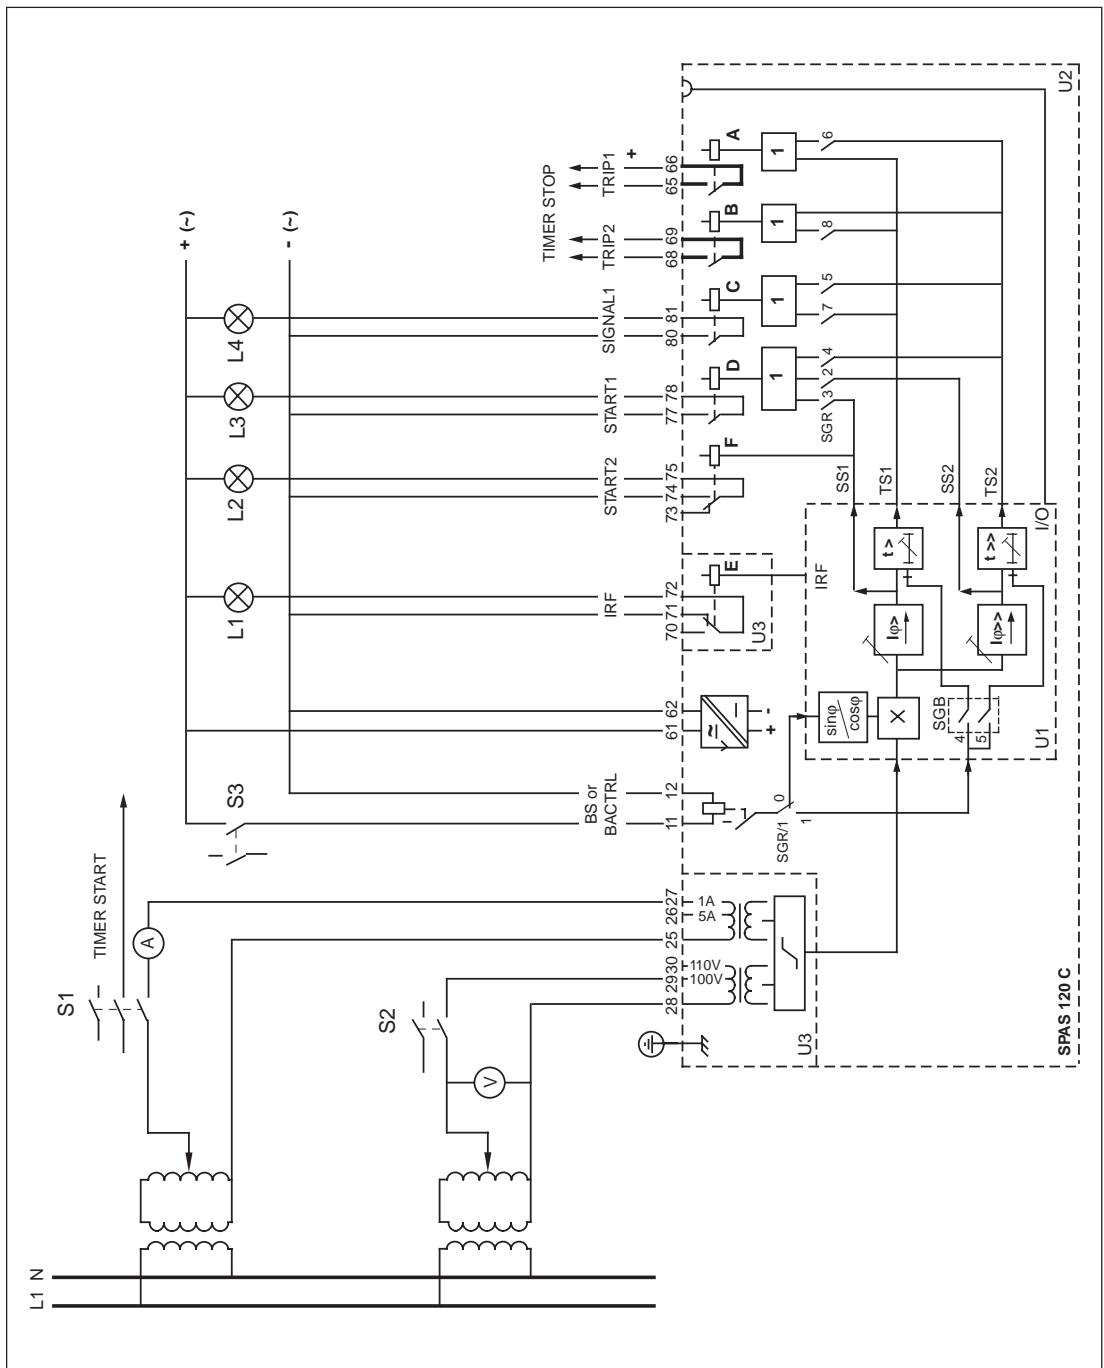 L1 N
S1
TIMER START
A
S2
V
S3
+ (~)
- (~)
L1
L2
L3
L4
BS or
BACTRL
IRF
START2
START1
SIGNAL1
TRIP2
TRIP1
+
TIMER STOP
28 29 30 25 26 27 11 12 61 62 70 71 72 73 74 75 77 78 80 81 68 69 65 66
100V
110V
5A
1A
U3
SGR/1
0
1
~
+ -
E
U3
F
D
C
B
A
1
1
1
1
SGR 3 2 4
7 5
8
6
SS1
TS1
SS2
TS2
IRF
I/O
sinφ
cosφ
X
Iφ>
t >
Iφ>>
t >>
SGB
4
5
U1
U2
SPAS 120 C